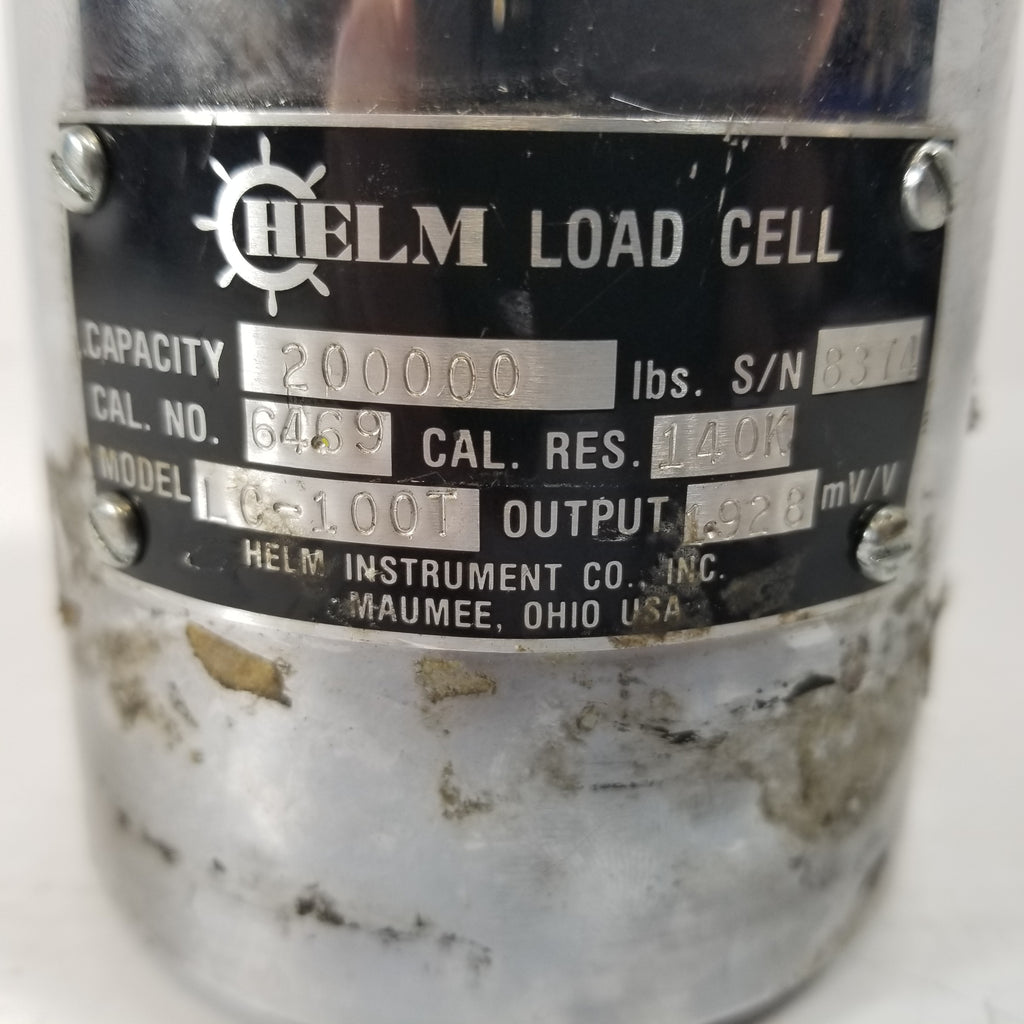 HELM LOAD CELL
CAPACITY 200000 lbs. S/N 8374
CAL. NO. 6469 CAL. RES. 140K
MODEL LC-100T OUTPUT 1.928 mV/V
HELM INSTRUMENT CO., INC.
MAUMEE, OHIO USA